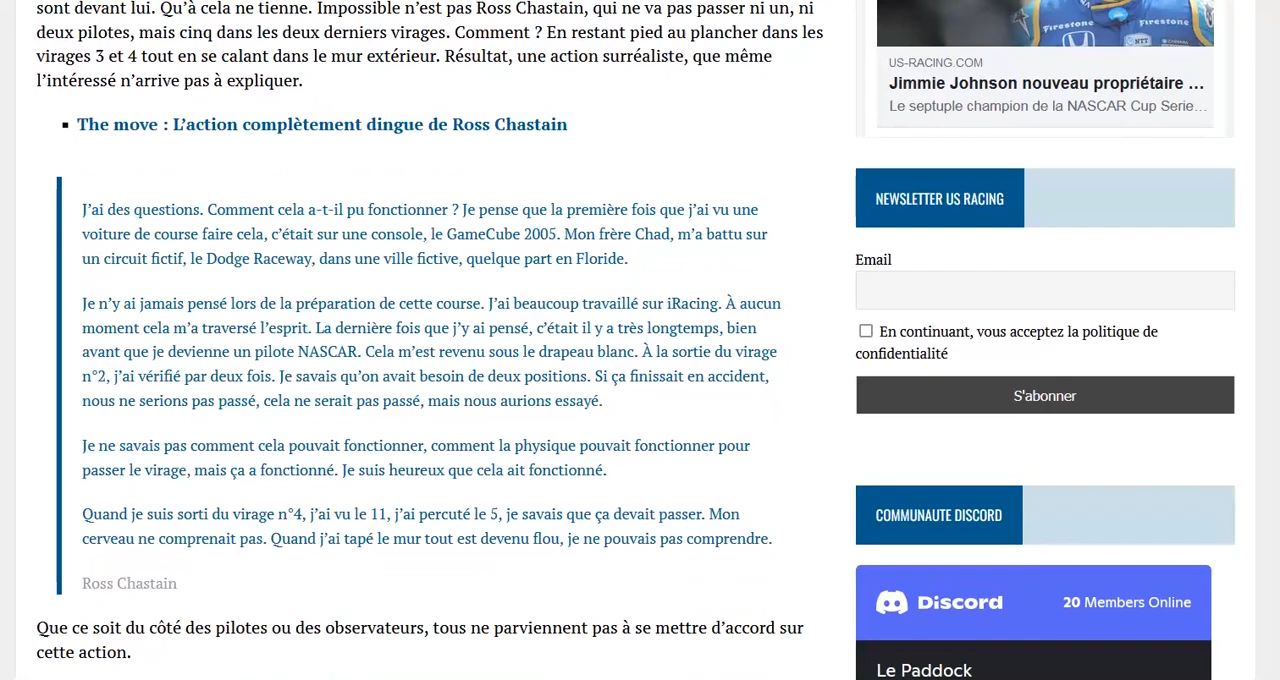 sont devant lui. Qu’à cela ne tienne. Impossible n’est pas Ross Chastain, qui ne va pas passer ni un, ni
deux pilotes, mais cinq dans les deux derniers virages. Comment ? En restant pied au plancher dans les
virages 3 et 4 tout en se calant dans le mur extérieur. Résultat, une action surréaliste, que même
l’intéressé n’arrive pas à expliquer.
▪ The move : L’action complètement dingue de Ross Chastain
J’ai des questions. Comment cela a-t-il pu fonctionner ? Je pense que la première fois que j’ai vu une
voiture de course faire cela, c’était sur une console, le GameCube 2005. Mon frère Chad, m’a battu sur
un circuit fictif, le Dodge Raceway, dans une ville fictive, quelque part en Floride.
Je n’y ai jamais pensé lors de la préparation de cette course. J’ai beaucoup travaillé sur iRacing. À aucun
moment cela m’a traversé l’esprit. La dernière fois que j’y ai pensé, c’était il y a très longtemps, bien
avant que je devienne un pilote NASCAR. Cela m’est revenu sous le drapeau blanc. À la sortie du virage
n°2, j’ai vérifié par deux fois. Je savais qu’on avait besoin de deux positions. Si ça finissait en accident,
nous ne serions pas passé, cela ne serait pas passé, mais nous aurions essayé.
Je ne savais pas comment cela pouvait fonctionner, comment la physique pouvait fonctionner pour
passer le virage, mais ça a fonctionné. Je suis heureux que cela ait fonctionné.
Quand je suis sorti du virage n°4, j’ai vu le 11, j’ai percuté le 5, je savais que ça devait passer. Mon
cerveau ne comprenait pas. Quand j’ai tapé le mur tout est devenu flou, je ne pouvais pas comprendre.
Ross Chastain
Que ce soit du côté des pilotes ou des observateurs, tous ne parviennent pas à se mettre d’accord sur
cette action.
Firestone
Firestone
US-RACING.COM
Jimmie Johnson nouveau propriétaire ...
Le septuple champion de la NASCAR Cup Serie...
NEWSLETTER US RACING
Email
En continuant, vous acceptez la politique de
confidentialité
S'abonner
COMMUNAUTE DISCORD
Discord
20 Members Online
Le Paddock